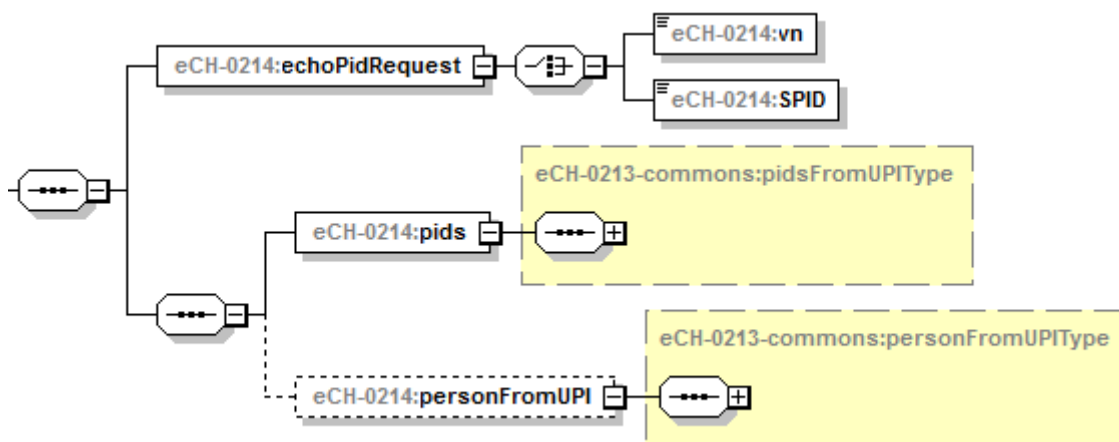 eCH-0214:vn
eCH-0214:echoPidRequest
eCH-0214:SPID
eCH-0213-commons:pidsFromUPIType
eCH-0214:pids
eCH-0213-commons:personFromUPIType
eCH-0214:personFromUPI